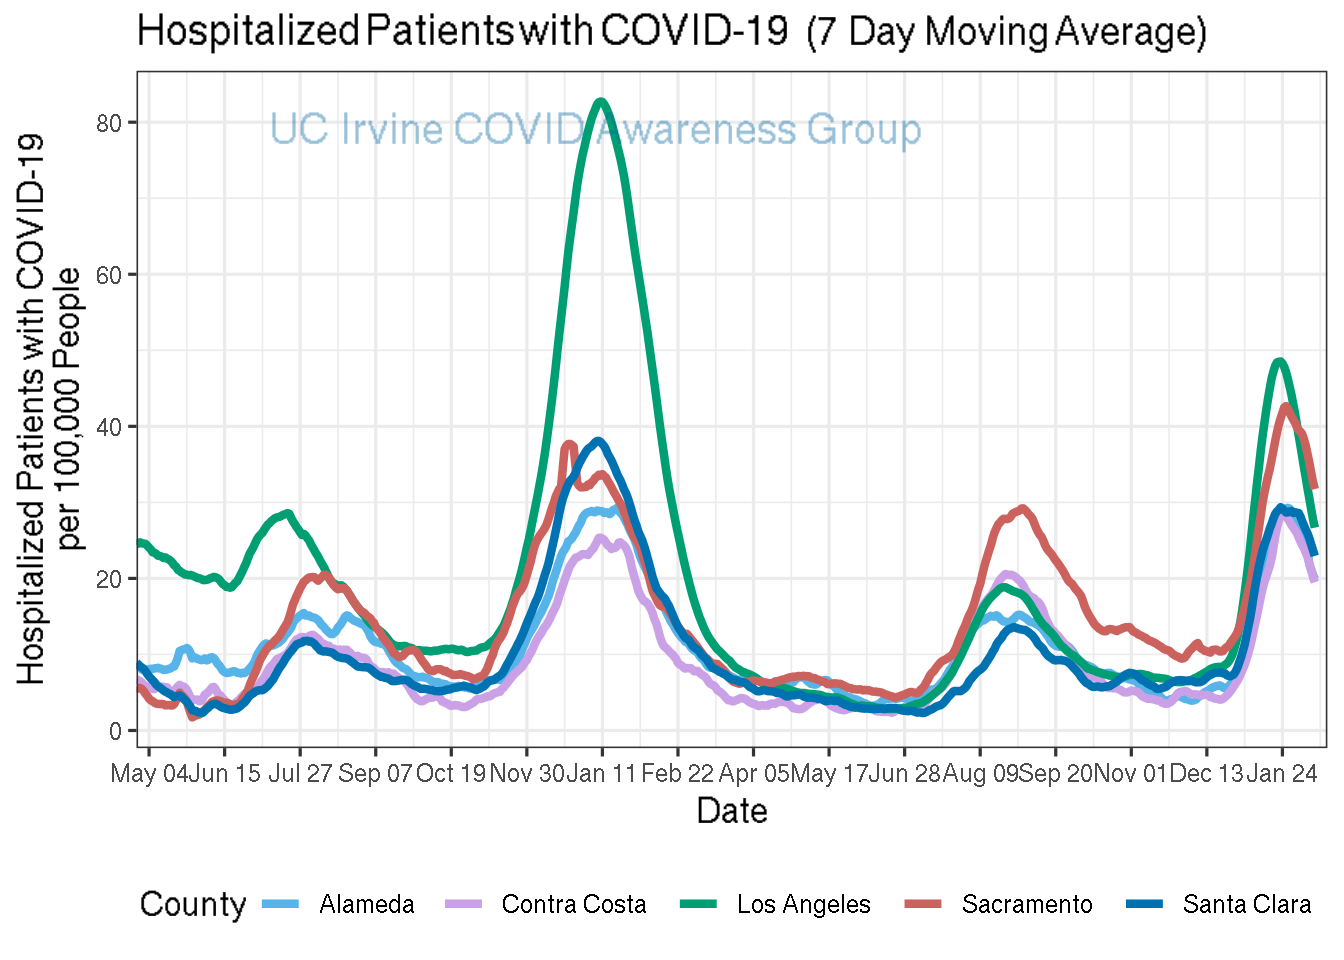 Hospitalized Patients with COVID-19 (7 Day Moving Average)
UC Irvine COVID Awareness Group
Hospitalized Patients with COVID-19
per 100,000 People
80
60
40
20
0
May 04 Jun 15 Jul 27 Sep 07 Oct 19 Nov 30 Jan 11 Feb 22 Apr 05 May 17 Jun 28 Aug 09 Sep 20 Nov 01 Dec 13 Jan 24
Date
County Alameda Contra Costa Los Angeles Sacramento Santa Clara